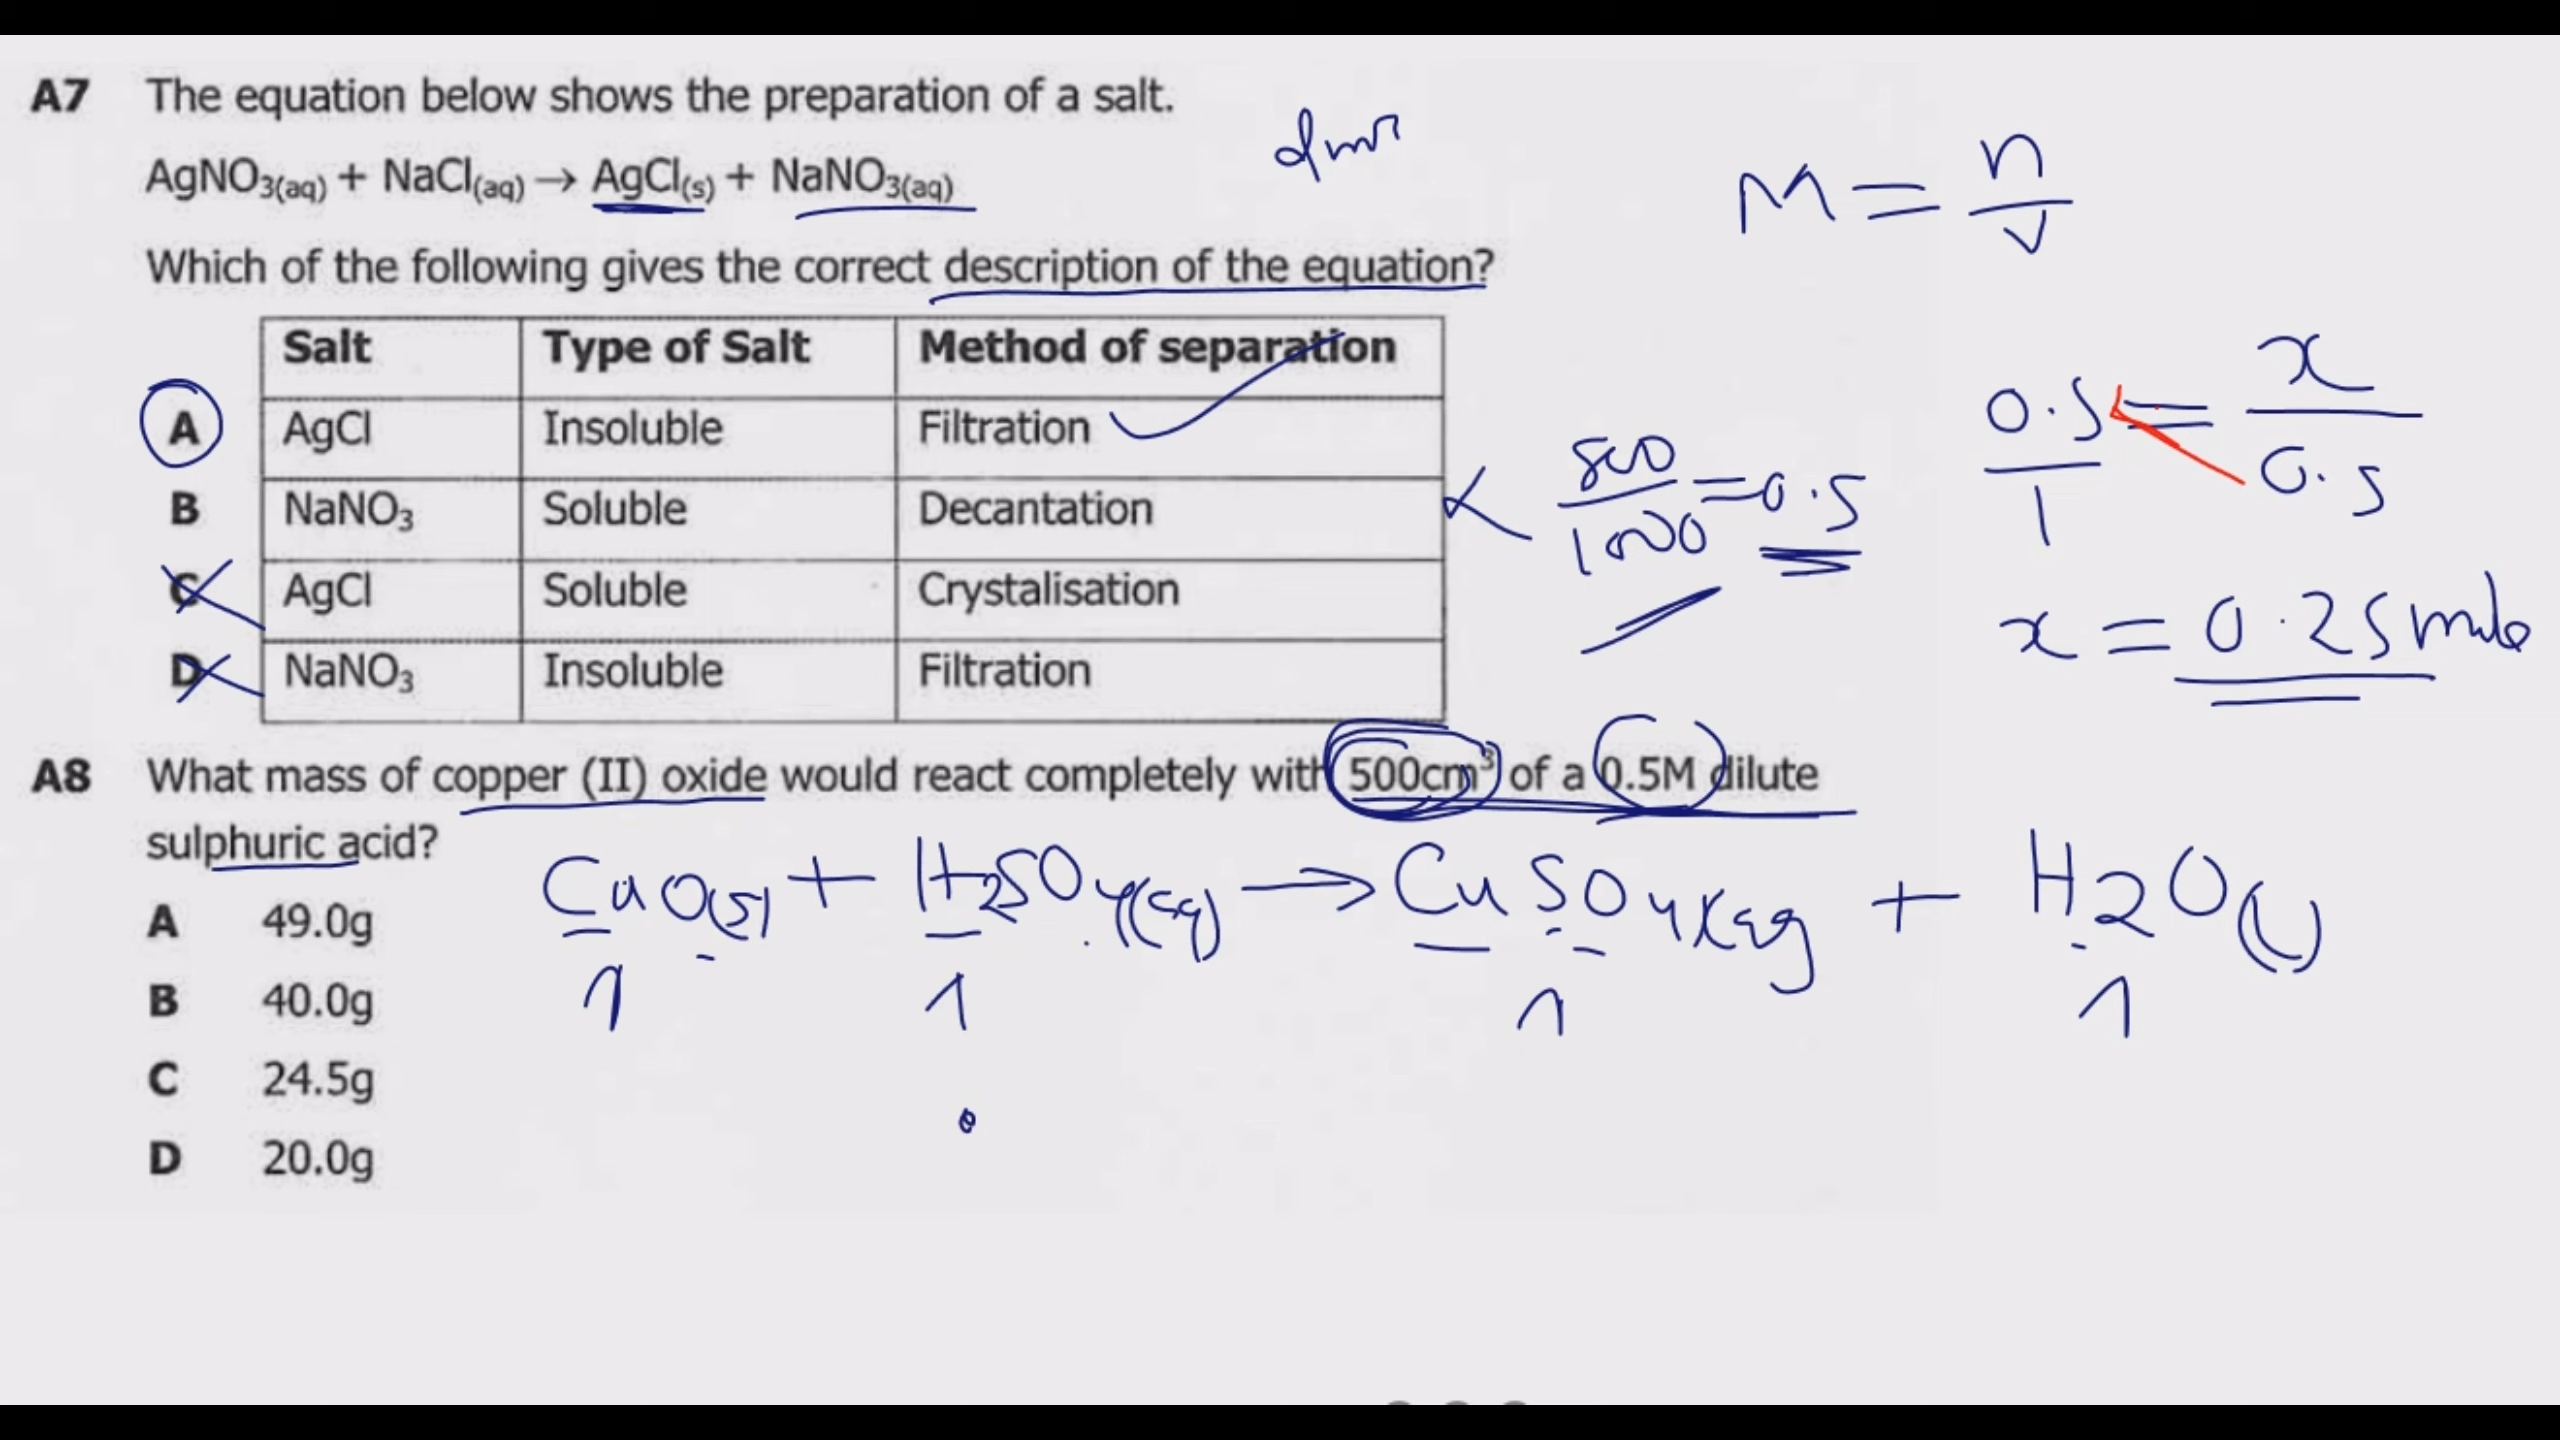 A7 The equation below shows the preparation of a salt.
AgNO3(aq) + NaCl(aq) → AgCl(s) + NaNO3(aq)
M = n/v
Which of the following gives the correct description of the equation?
Salt Type of Salt Method of separation
A AgCl Insoluble Filtration
B NaNO3 Soluble Decantation
C AgCl Soluble Crystalisation
D NaNO3 Insoluble Filtration
500/1000 = 0.5
0.5/1 = x/0.5
x = 0.25 mole
A8 What mass of copper (II) oxide would react completely with 500cm³ of a 0.5M dilute
sulphuric acid?
CuO(s) + H2SO4(aq) → CuSO4(aq) + H2O(l)
1 1 1 1
A 49.0g
B 40.0g
C 24.5g
D 20.0g